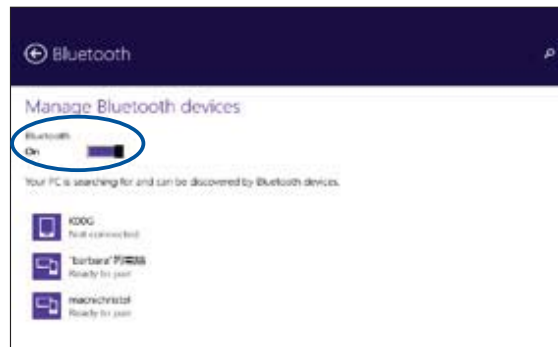 Bluetooth
Manage Bluetooth devices
Bluetooth
On
Your PC is searching for and can be discovered by Bluetooth devices.
K00G
Not connected
"barbara"
Ready to pair
Ready to pair